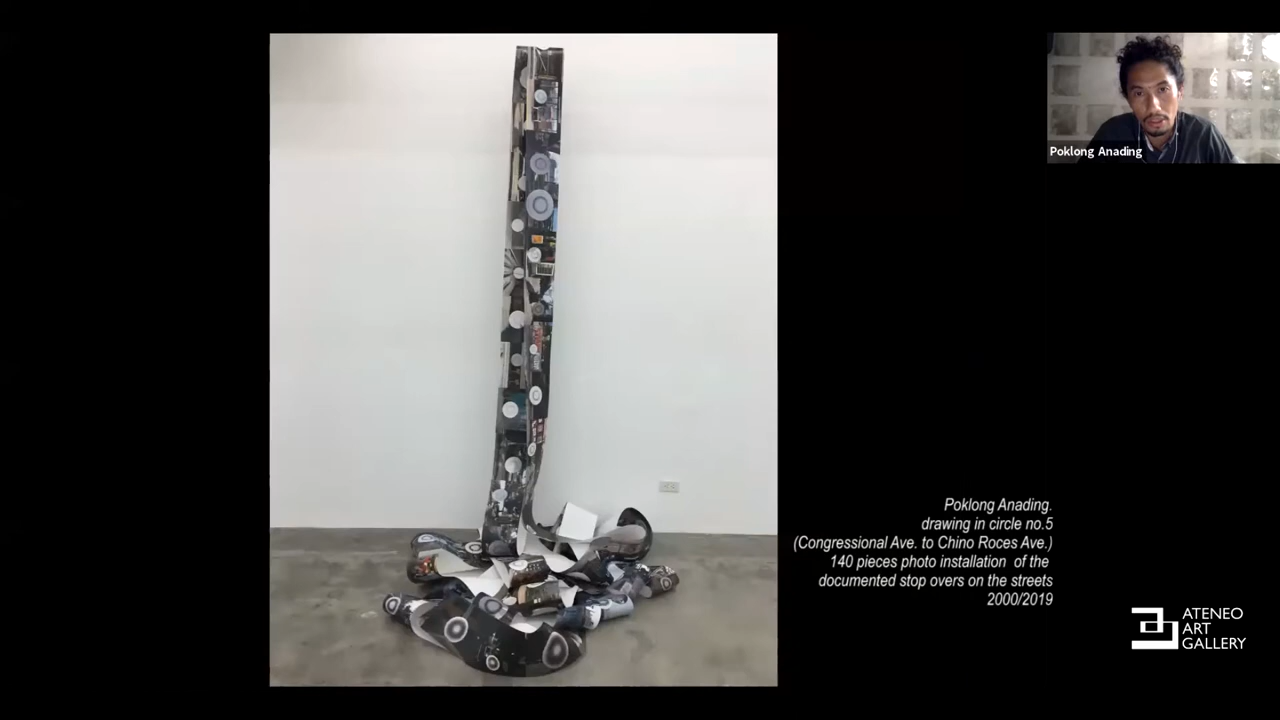 Poklong Anading
Poklong Anading.
drawing in circle no.5
(Congressional Ave. to Chino Roces Ave.)
140 pieces photo installation of the
documented stop overs on the streets
2000/2019
ATENEO
ART
GALLERY